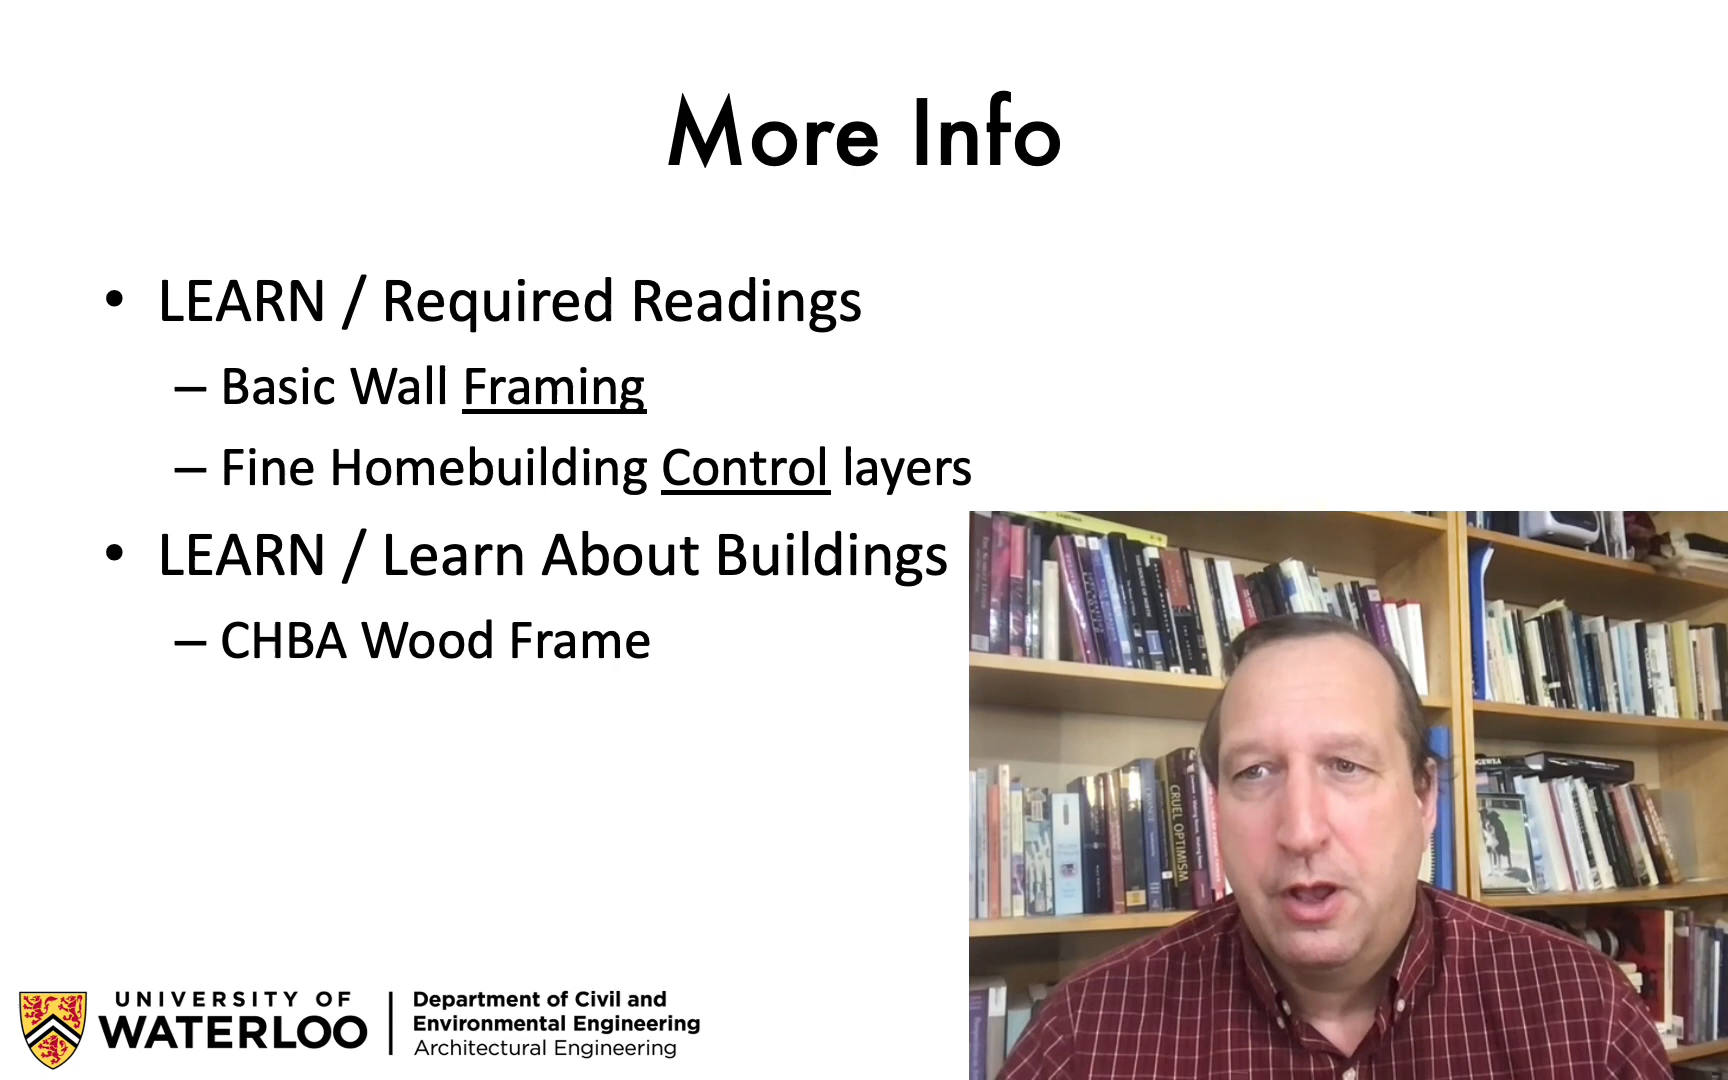 More Info
• LEARN / Required Readings
– Basic Wall Framing
– Fine Homebuilding Control layers
• LEARN / Learn About Buildings
– CHBA Wood Frame
CRUEL OPTIMISM
UNIVERSITY OF
WATERLOO
Department of Civil and
Environmental Engineering
Architectural Engineering